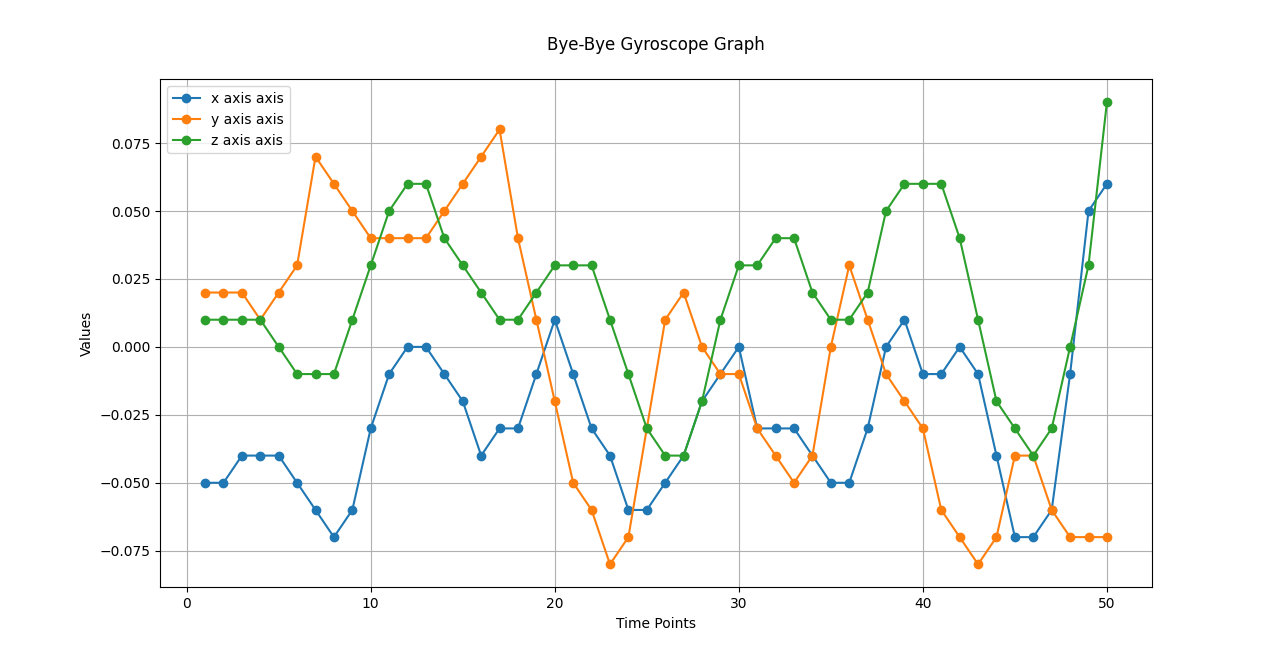 Bye-Bye Gyroscope Graph
x axis axis
y axis axis
z axis axis
Values
0.075
0.050
0.025
0.000
−0.025
−0.050
−0.075
0 10 20 30 40 50
Time Points